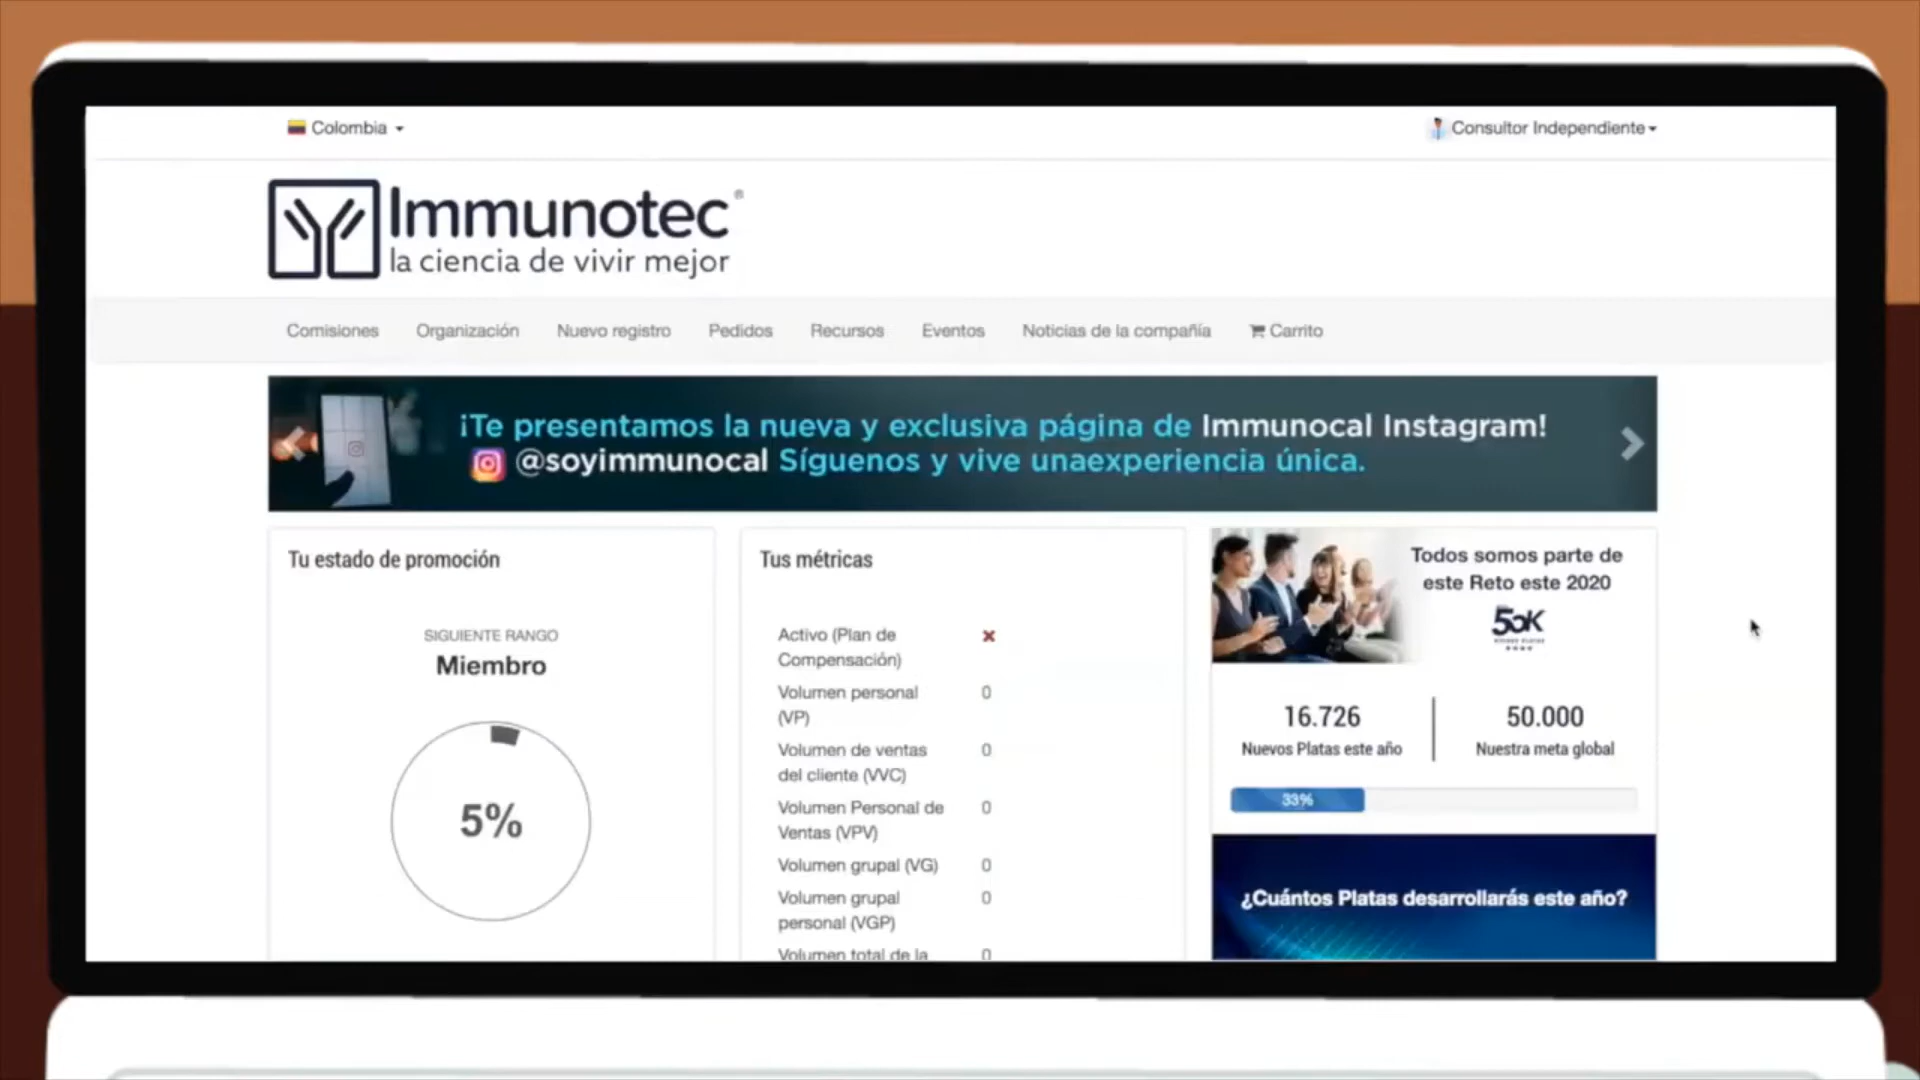 Colombia
Consultor Independiente
Immunotec®
la ciencia de vivir mejor
Comisiones Organización Nuevo registro Pedidos Recursos Eventos Noticias de la compañía Carrito
¡Te presentamos la nueva y exclusiva página de Immunocal Instagram!
@soyimmunocal Síguenos y vive unaexperiencia única.
Tu estado de promoción
SIGUIENTE RANGO
Miembro
5%
Tus métricas
Activo (Plan de
Compensación)
Volumen personal 0
(VP)
Volumen de ventas 0
del cliente (VVC)
Volumen Personal de 0
Ventas (VPV)
Volumen grupal (VG) 0
Volumen grupal 0
personal (VGP)
Volumen total de la 0
Todos somos parte de
este Reto este 2020
50K
16.726
Nuevos Platas este año
50.000
Nuestra meta global
33%
¿Cuántos Platas desarrollarás este año?